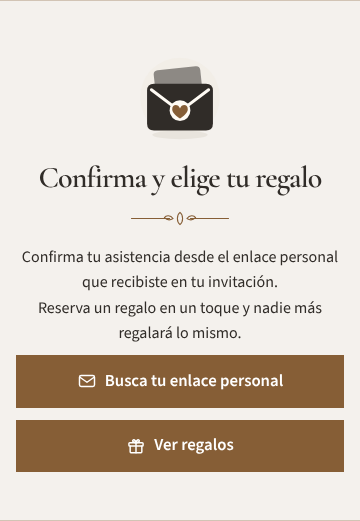 Confirma y elige tu regalo
Confirma tu asistencia desde el enlace personal
que recibiste en tu invitación.
Reserva un regalo en un toque y nadie más
regalará lo mismo.
Busca tu enlace personal
Ver regalos